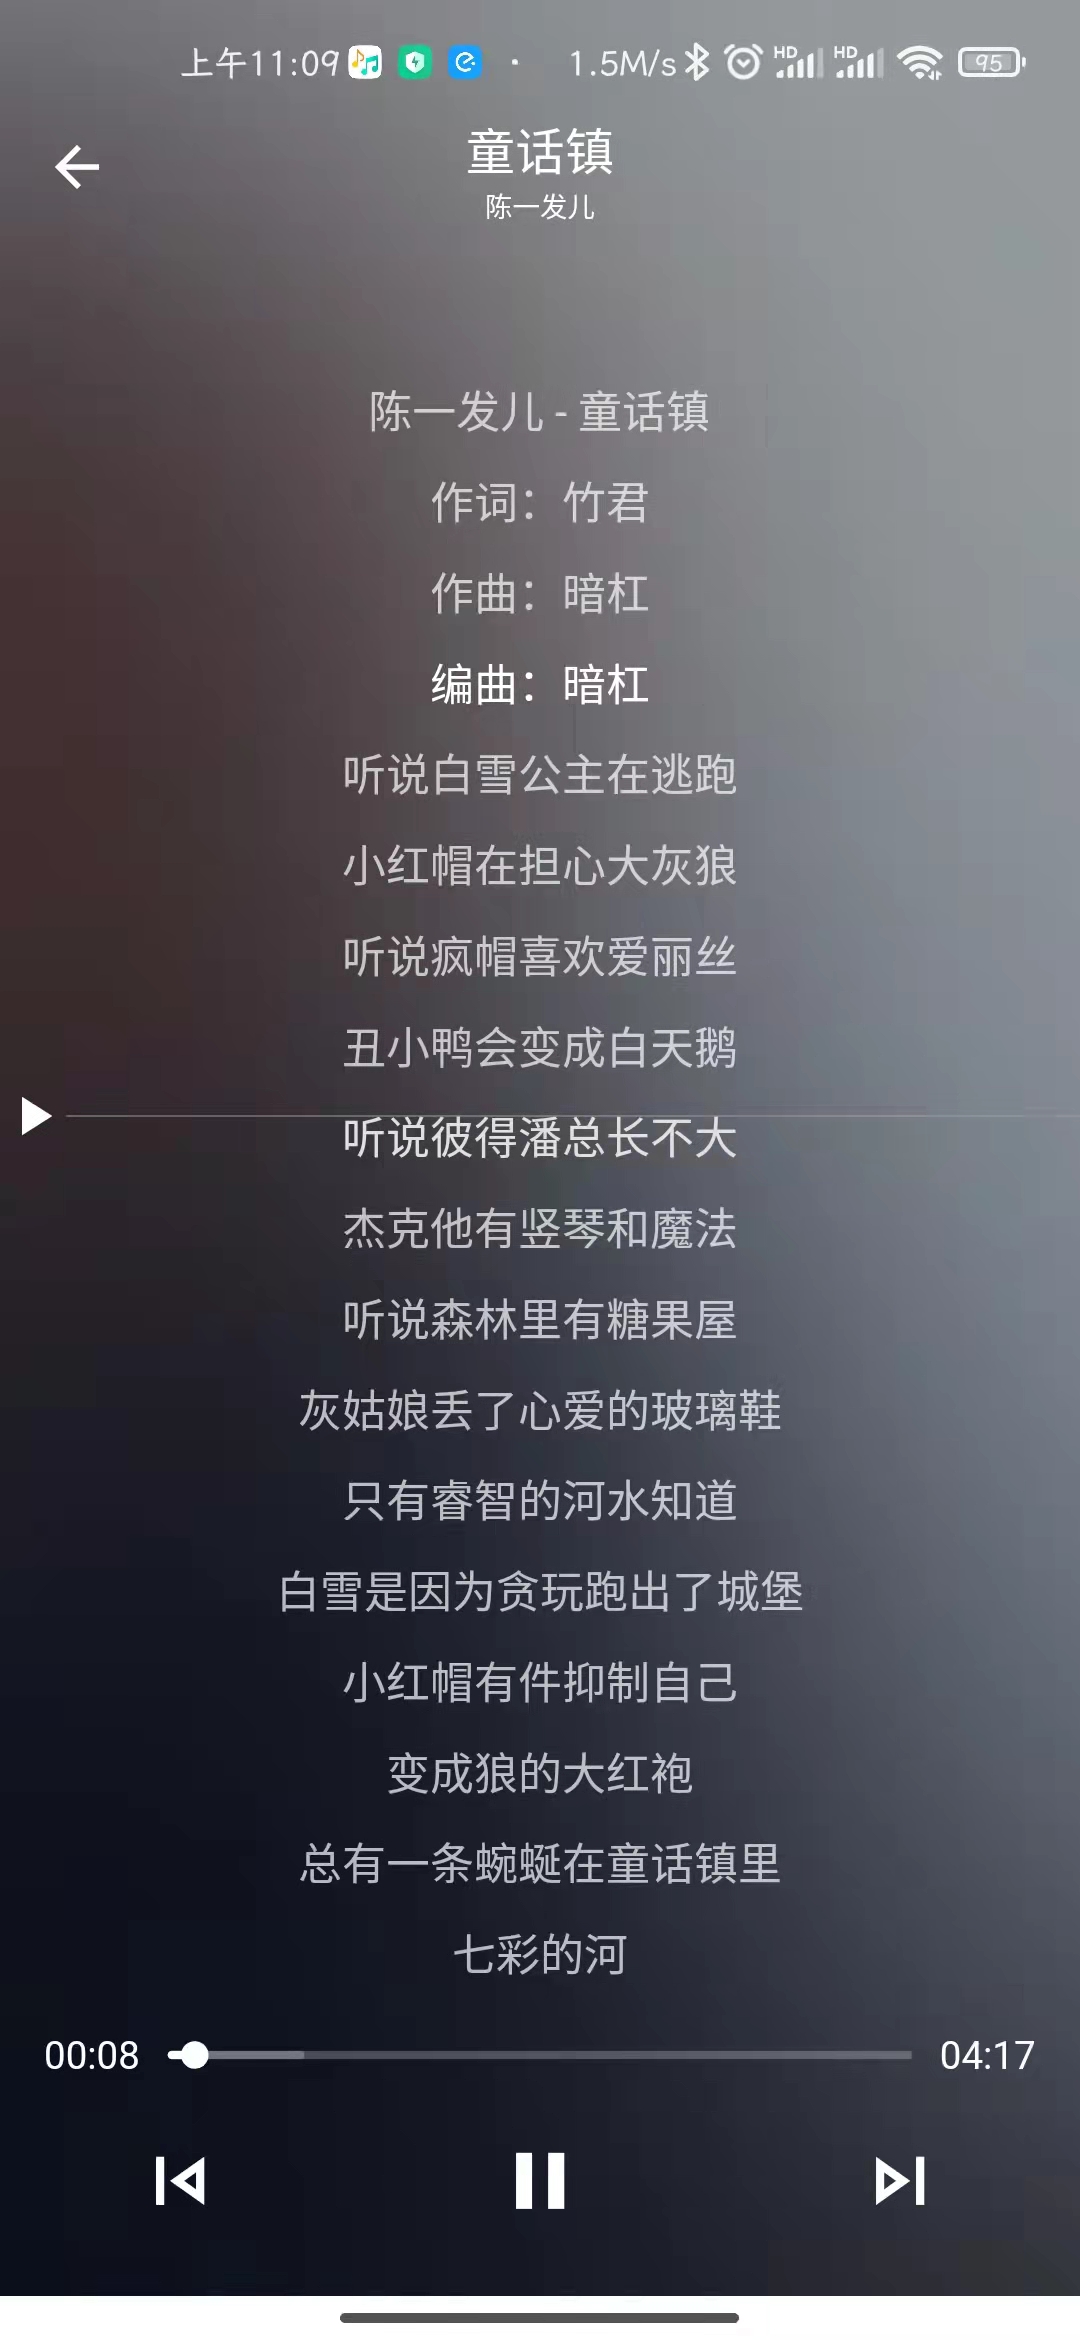 上午11:09 1.5M/s HD HD 95
童话镇
陈一发儿
陈一发儿 - 童话镇
作词：竹君
作曲：暗杠
编曲：暗杠
听说白雪公主在逃跑
小红帽在担心大灰狼
听说疯帽喜欢爱丽丝
丑小鸭会变成白天鹅
听说彼得潘总长不大
杰克他有竖琴和魔法
听说森林里有糖果屋
灰姑娘丢了心爱的玻璃鞋
只有睿智的河水知道
白雪是因为贪玩跑出了城堡
小红帽有件抑制自己
变成狼的大红袍
总有一条蜿蜒在童话镇里
七彩的河
00:08 04:17